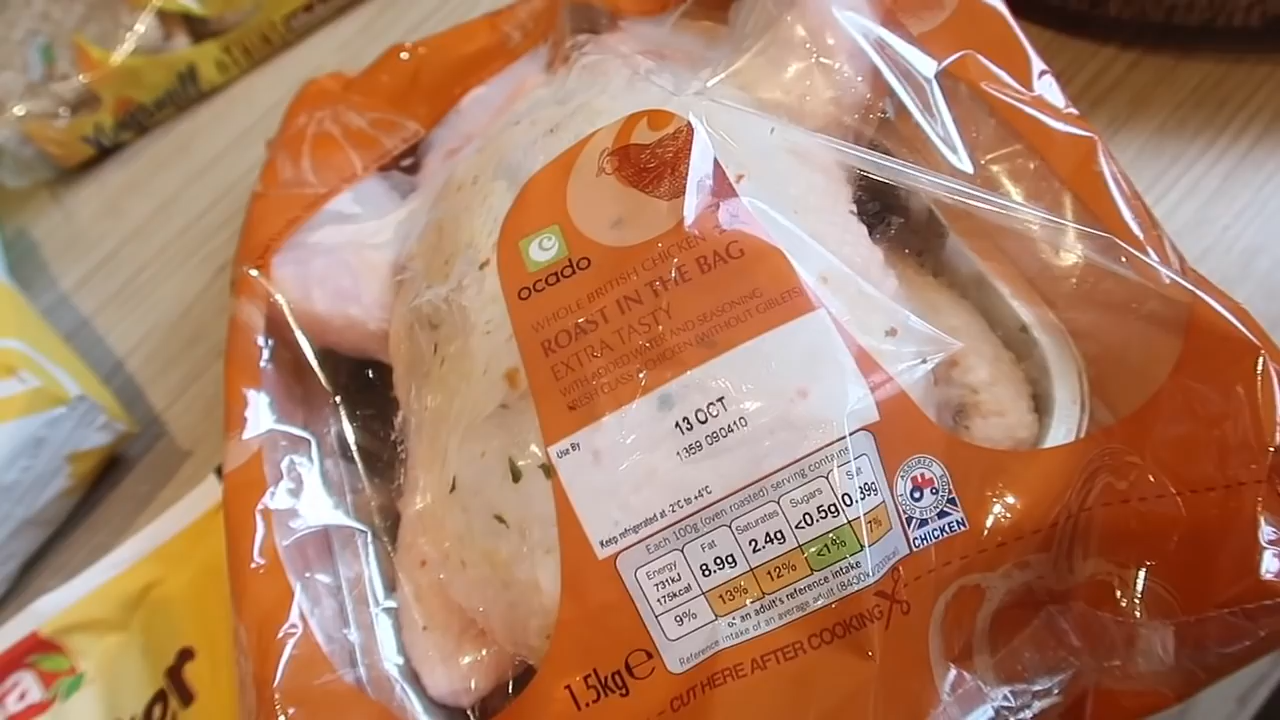 ocado
WHOLE BRITISH CHICKEN
ROAST IN THE BAG
EXTRA TASTY
WITH ADDED WATER AND SEASONING
FRESH CLASS A CHICKEN (WITHOUT GIBLETS)
Use By
13 OCT
1359 090410
Keep refrigerated at -2°C to +4°C
Each 100g (oven roasted) serving contains
Energy Fat Saturates Sugars Salt
731kJ 8.9g 2.4g <0.5g 0.39g
175kcal
9% 13% 12% <1% 7%
of an adult's reference intake
Reference intake of an average adult (8400kJ/2000kcal)
ASSURED
FOOD STANDARDS
CHICKEN
1.5kg e
CUT HERE AFTER COOKING